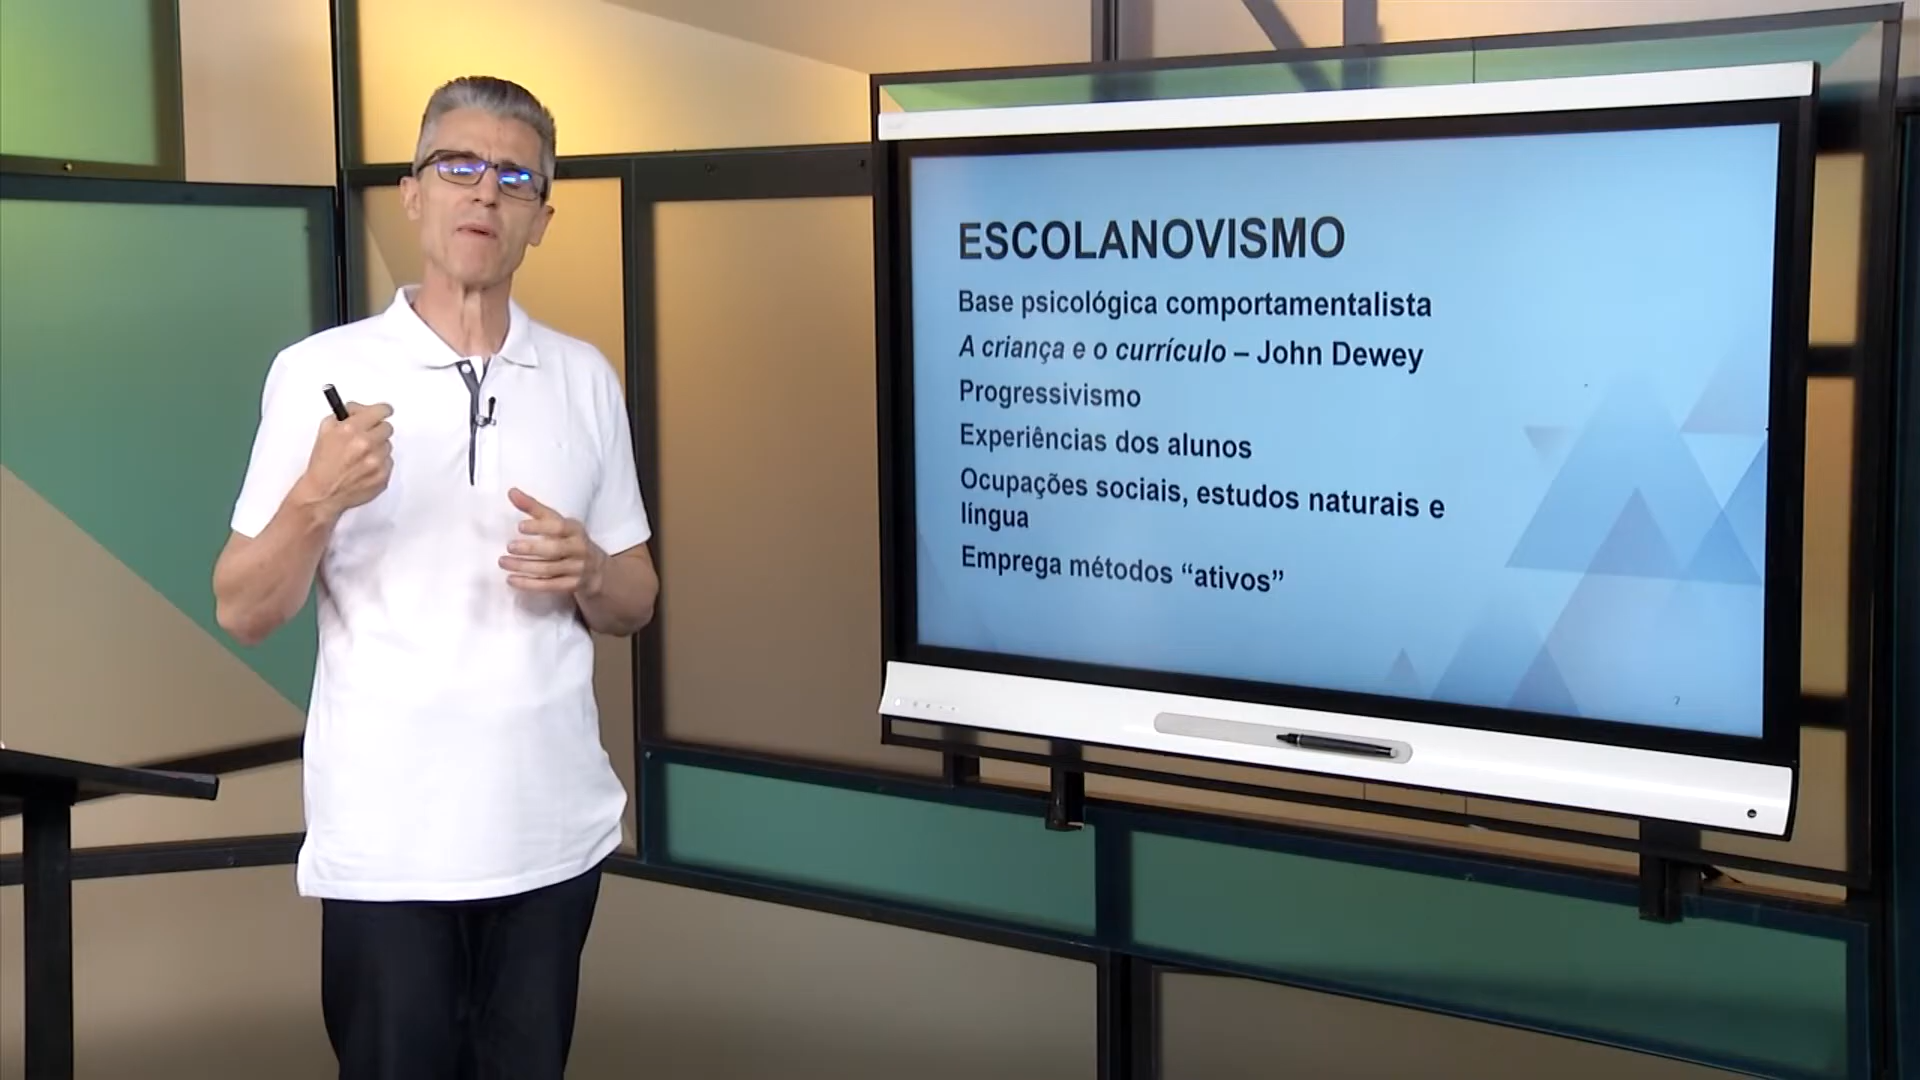 ESCOLANOVISMO
Base psicológica comportamentalista
A criança e o currículo – John Dewey
Progressivismo
Experiências dos alunos
Ocupações sociais, estudos naturais e
língua
Emprega métodos “ativos”
7